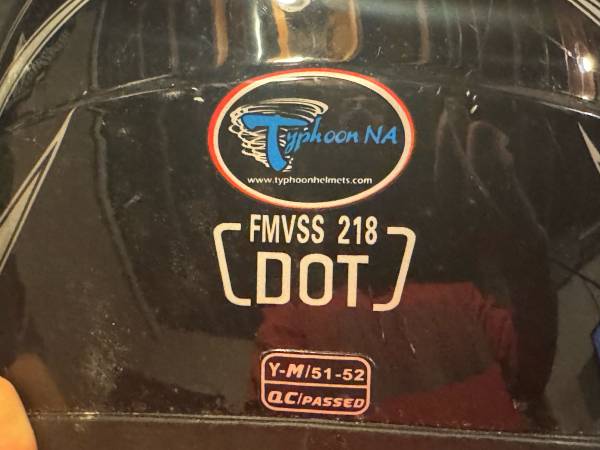 Typhoon NA
www.typhoonhelmets.com
FMVSS 218
DOT
Y-M/51-52
QC/PASSED